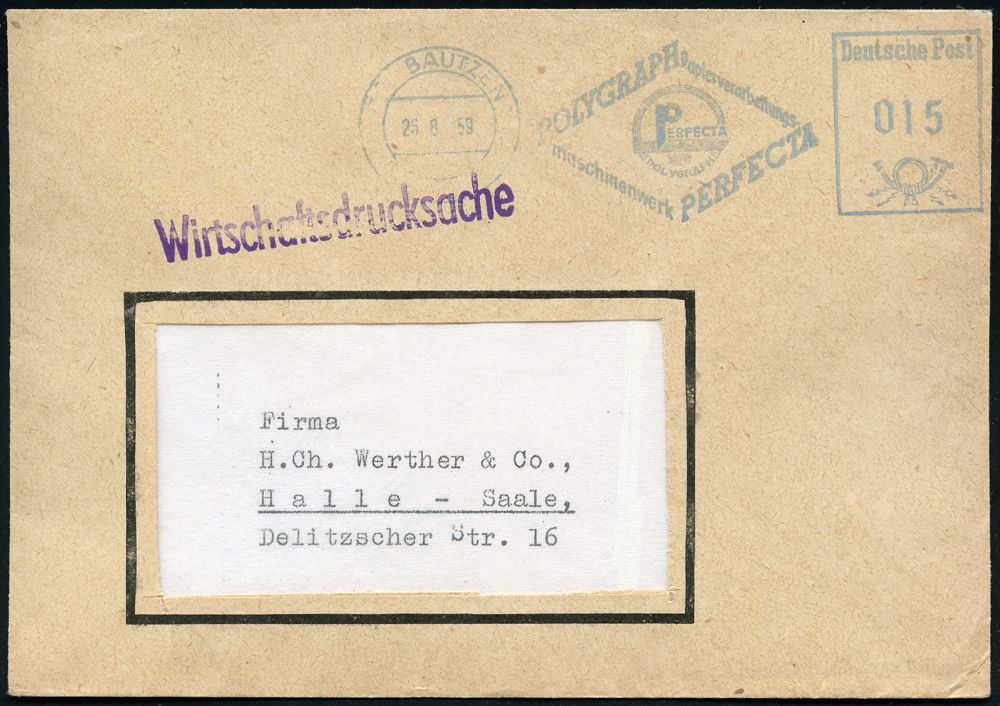 BAUTZEN
25 8 59
POLYGRAPH Papierverarbeitungs-
maschinenwerk PERFECTA
PERFECTA
POLYGRAPH
Deutsche Post
015
Wirtschaftsdrucksache
Firma
H.Ch. Werther & Co.,
H a l l e - Saale,
Delitzscher Str. 16